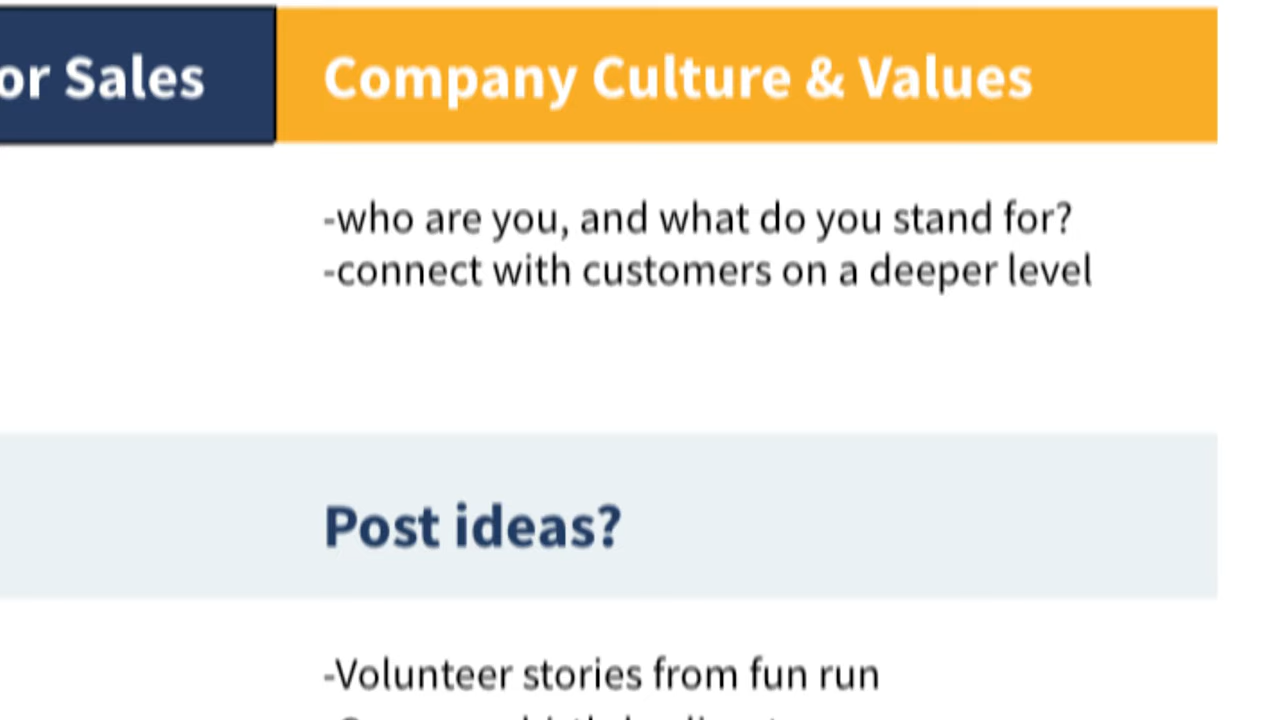 or Sales
Company Culture & Values
-who are you, and what do you stand for?
-connect with customers on a deeper level
Post ideas?
-Volunteer stories from fun run